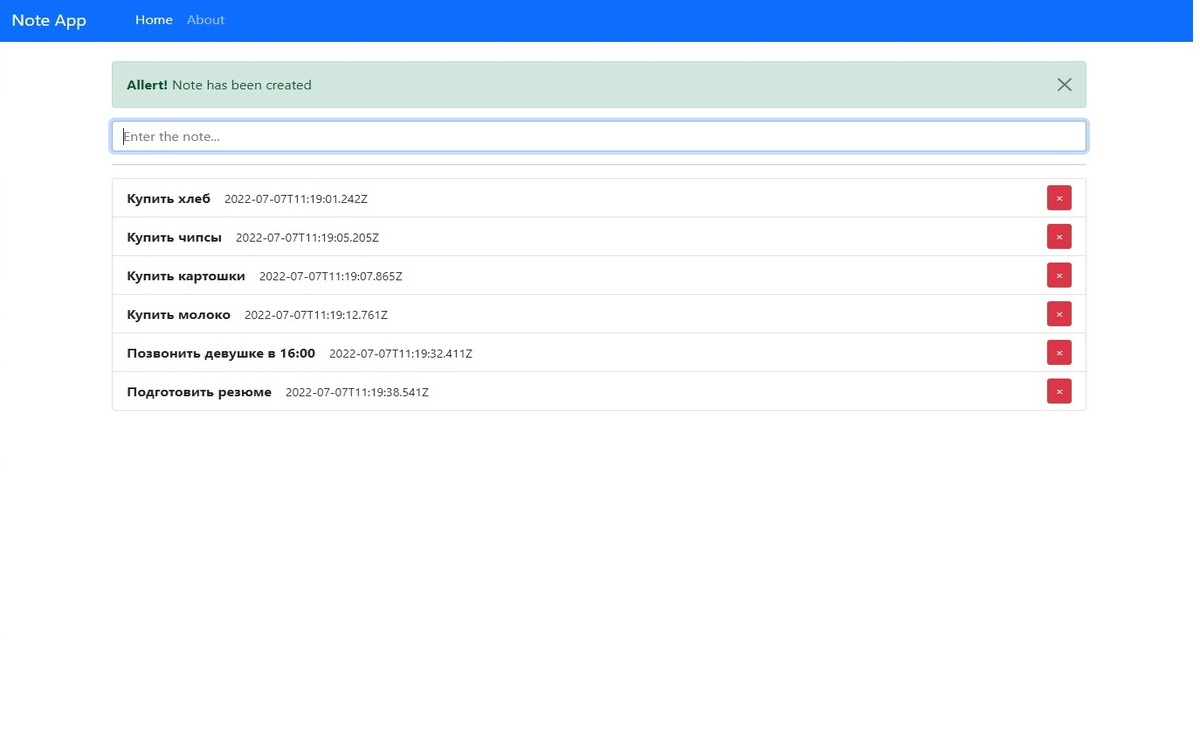 Note App Home About
Allert! Note has been created
Enter the note...
Купить хлеб 2022-07-07T11:19:01.242Z ×
Купить чипсы 2022-07-07T11:19:05.205Z ×
Купить картошки 2022-07-07T11:19:07.865Z ×
Купить молоко 2022-07-07T11:19:12.761Z ×
Позвонить девушке в 16:00 2022-07-07T11:19:32.411Z ×
Подготовить резюме 2022-07-07T11:19:38.541Z ×